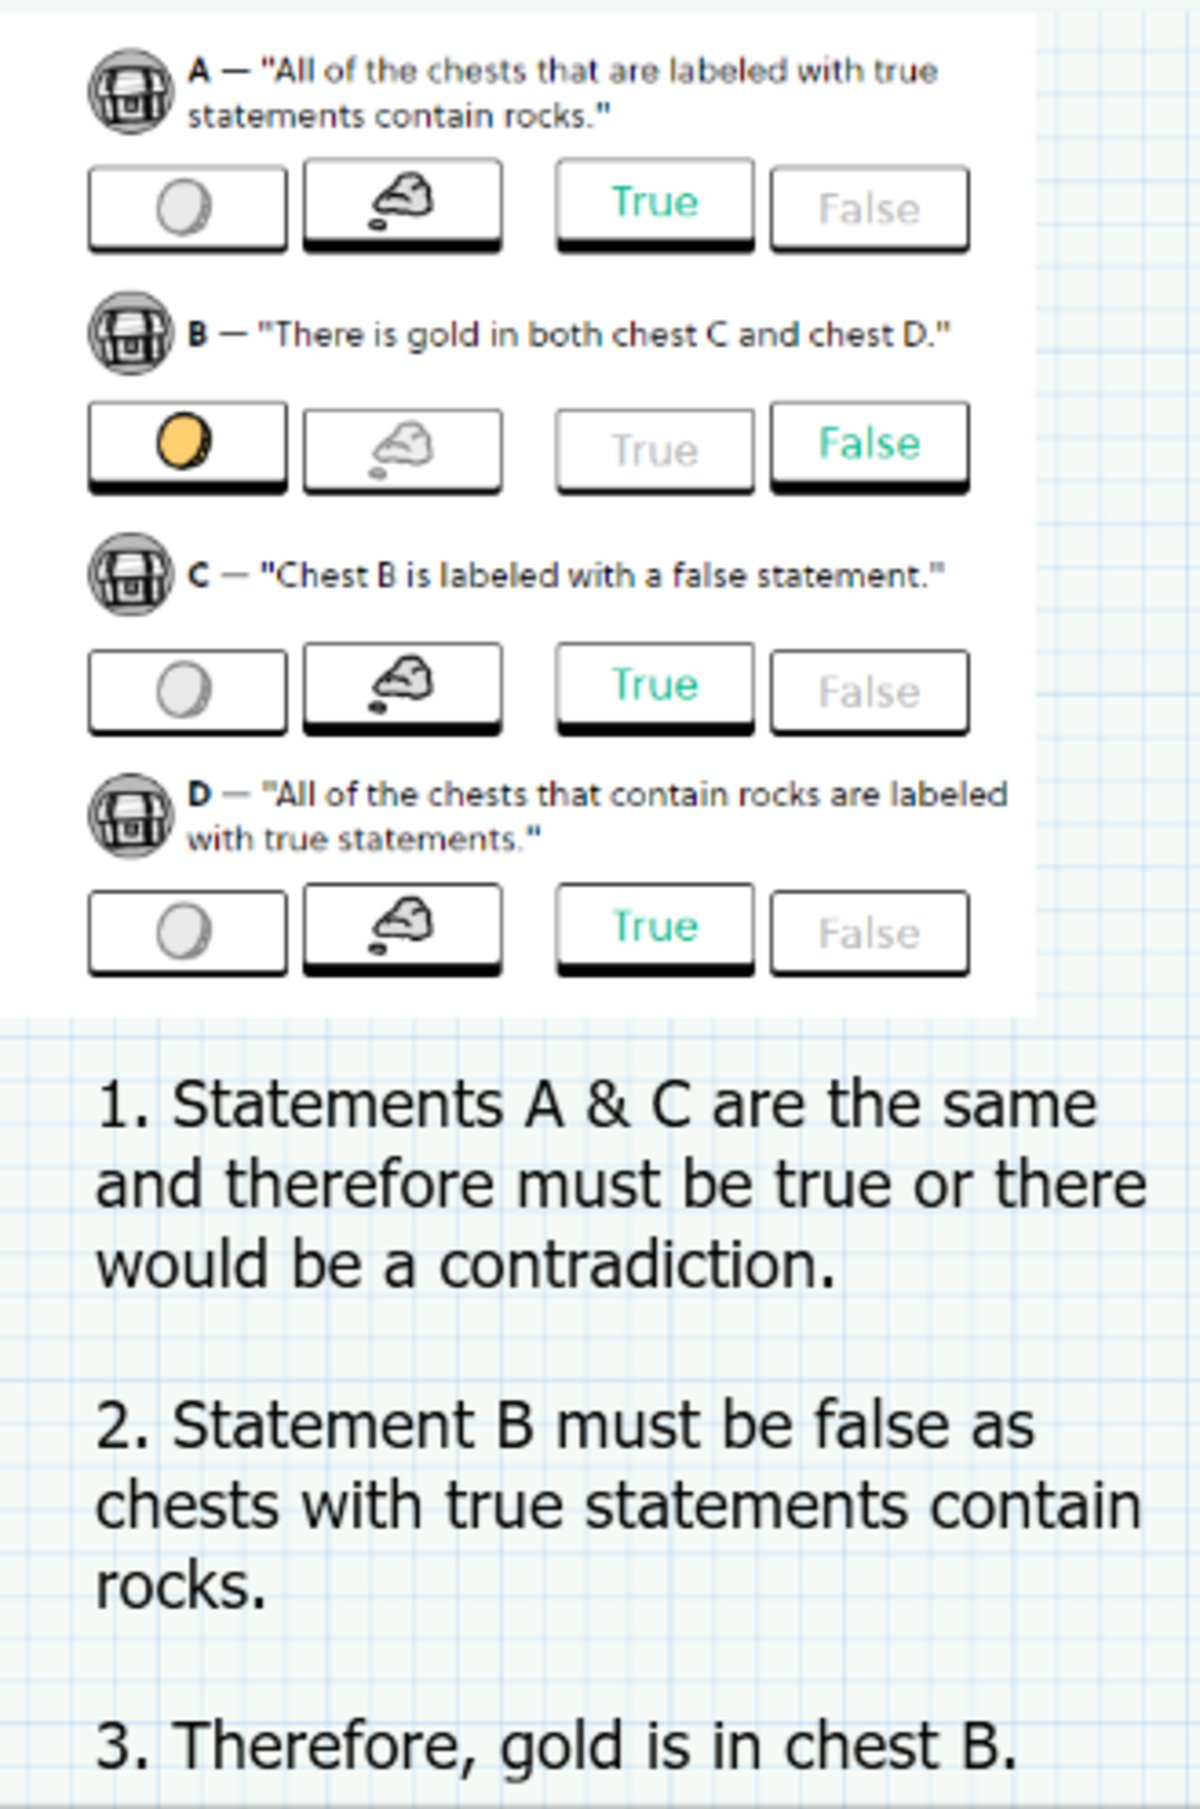 A — "All of the chests that are labeled with true
statements contain rocks."
True False
B — "There is gold in both chest C and chest D."
True False
C — "Chest B is labeled with a false statement."
True False
D — "All of the chests that contain rocks are labeled
with true statements."
True False
1. Statements A & C are the same
and therefore must be true or there
would be a contradiction.
2. Statement B must be false as
chests with true statements contain
rocks.
3. Therefore, gold is in chest B.